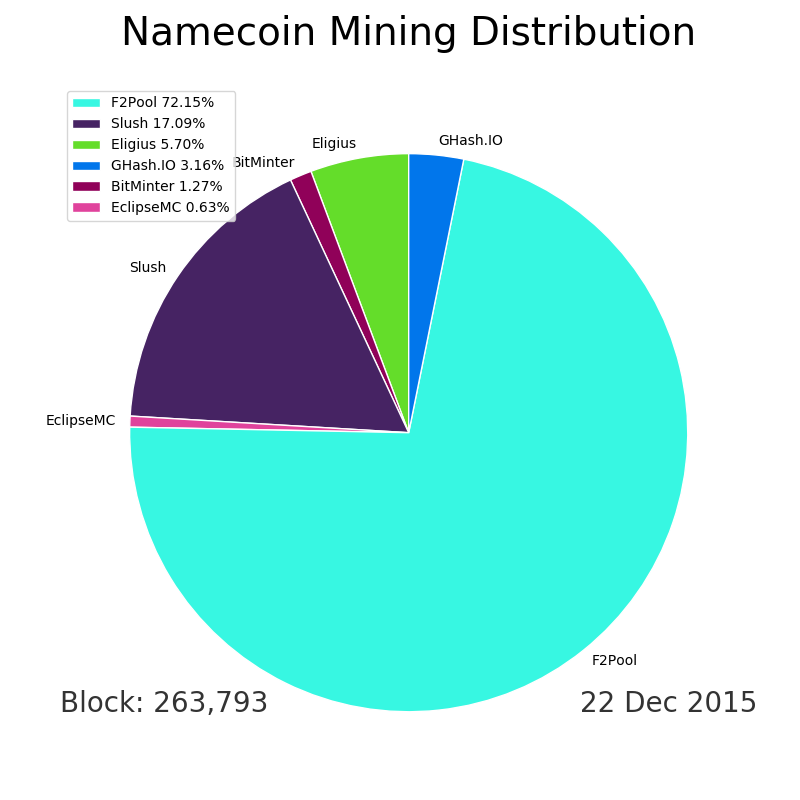 Namecoin Mining Distribution
F2Pool 72.15%
Slush 17.09%
Eligius 5.70%
GHash.IO 3.16%
BitMinter 1.27%
EclipseMC 0.63%
GHash.IO
Eligius
BitMinter
Slush
EclipseMC
F2Pool
Block: 263,793
22 Dec 2015